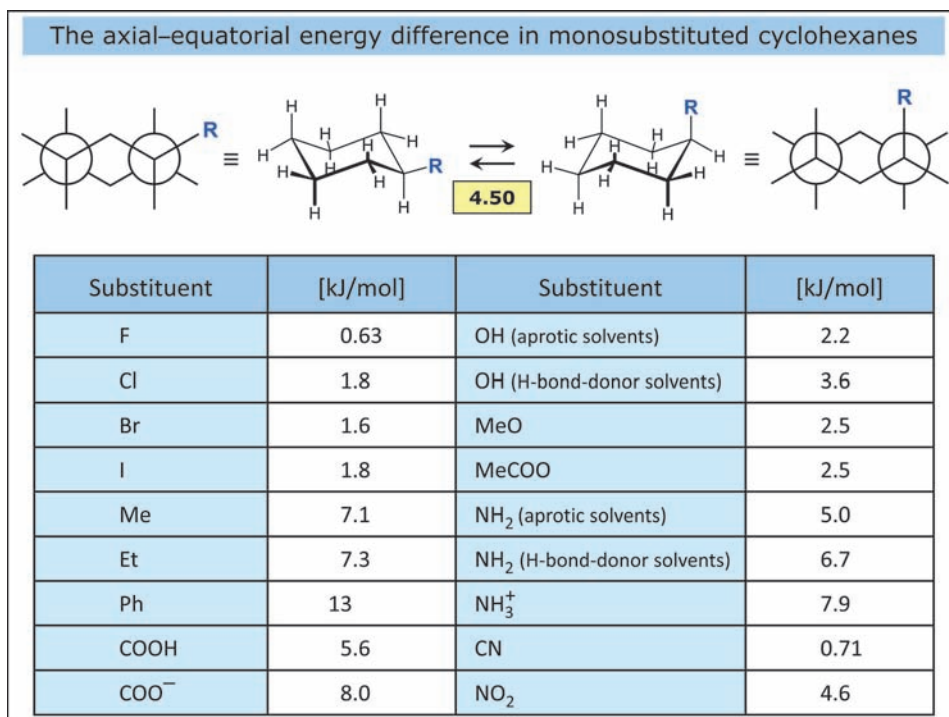 The axial–equatorial energy difference in monosubstituted cyclohexanes
R ≡ H H H H H H H H H R H H ⇌ H R H H H H H H H H H H ≡ R
4.50
Substituent [kJ/mol] Substituent [kJ/mol]
F 0.63 OH (aprotic solvents) 2.2
Cl 1.8 OH (H-bond-donor solvents) 3.6
Br 1.6 MeO 2.5
I 1.8 MeCOO 2.5
Me 7.1 NH₂ (aprotic solvents) 5.0
Et 7.3 NH₂ (H-bond-donor solvents) 6.7
Ph 13 NH₃⁺ 7.9
COOH 5.6 CN 0.71
COO⁻ 8.0 NO₂ 4.6